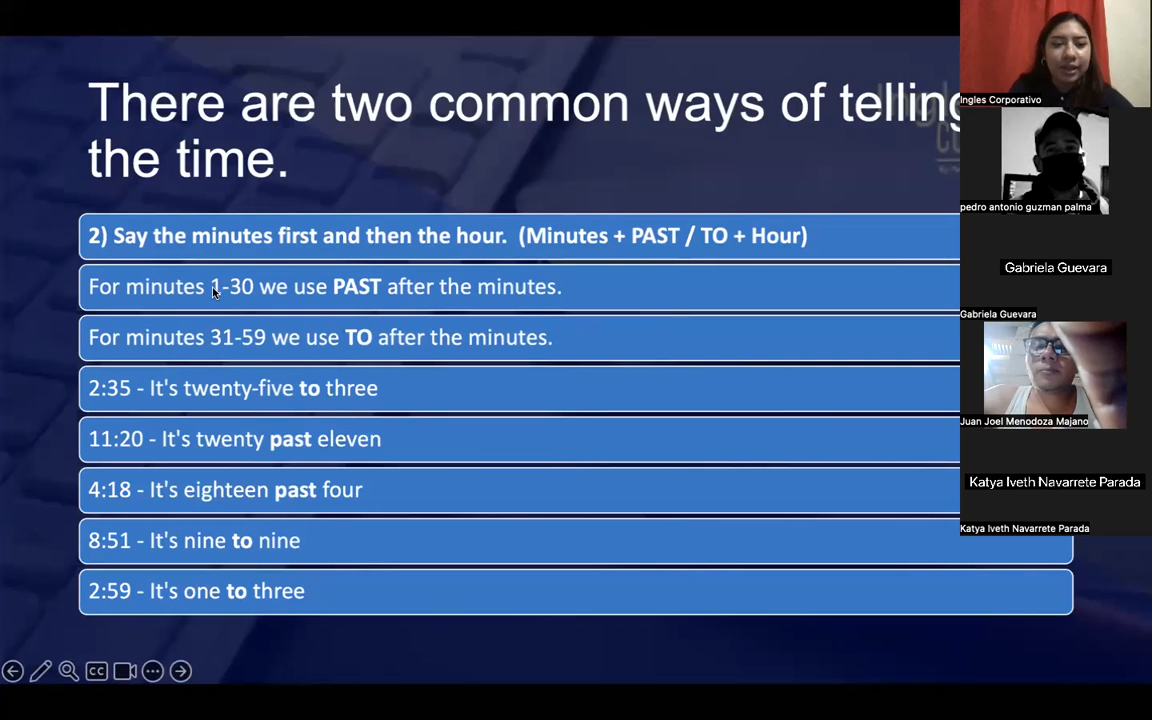 There are two common ways of telling
the time.
2) Say the minutes first and then the hour. (Minutes + PAST / TO + Hour)
For minutes 1-30 we use PAST after the minutes.
For minutes 31-59 we use TO after the minutes.
2:35 - It's twenty-five to three
11:20 - It's twenty past eleven
4:18 - It's eighteen past four
8:51 - It's nine to nine
2:59 - It's one to three
CC
Ingles Corporativo
pedro antonio guzman palma
Gabriela Guevara
Gabriela Guevara
Juan Joel Menodoza Majano
Katya Iveth Navarrete Parada
Katya Iveth Navarrete Parada